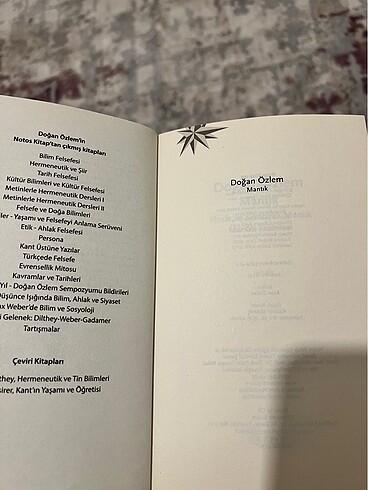 Doğan Özlem'in
Notos Kitap'tan çıkmış kitapları
Bilim Felsefesi
Hermeneutik ve Şiir
Tarih Felsefesi
Kültür Bilimleri ve Kültür Felsefesi
Metinlerle Hermeneutik Dersleri I
Metinlerle Hermeneutik Dersleri II
Felsefe ve Doğa Bilimleri
ler - Yaşamı ve Felsefeyi Anlama Serüveni
Etik - Ahlak Felsefesi
Persona
Kant Üstüne Yazılar
Türkçede Felsefe
Evrensellik Mitosu
Kavramlar ve Tarihleri
Yıl - Doğan Özlem Sempozyumu Bildirileri
Düşünce Işığında Bilim, Ahlak ve Siyaset
ax Weber'de Bilim ve Sosyoloji
i Gelenek: Dilthey-Weber-Gadamer
Tartışmalar
Çeviri Kitapları
they, Hermeneutik ve Tin Bilimleri
sirer, Kant'ın Yaşamı ve Öğretisi
Doğan Özlem
Mantık